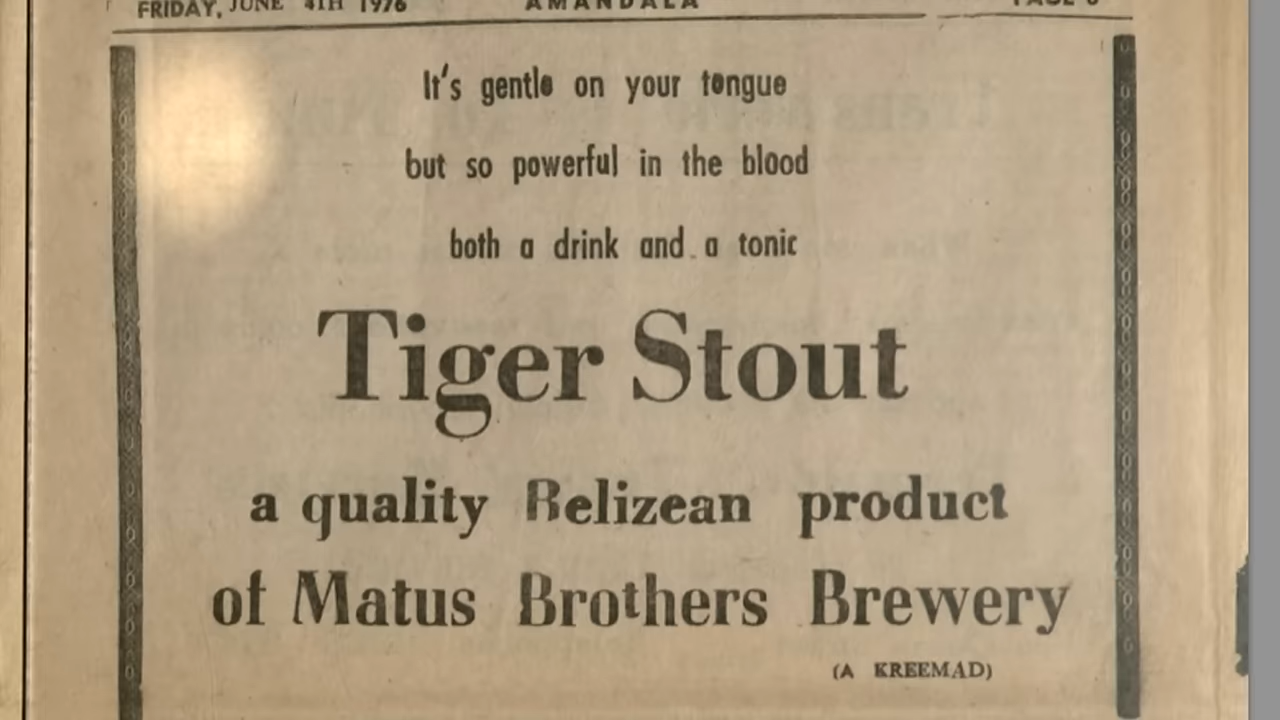 FRIDAY, JUNE 4TH 1976 AMANDALA PAGE
It's gentle on your tongue
but so powerful in the blood
both a drink and a tonic
Tiger Stout
a quality Belizean product
of Matus Brothers Brewery
(A KREEMAD)